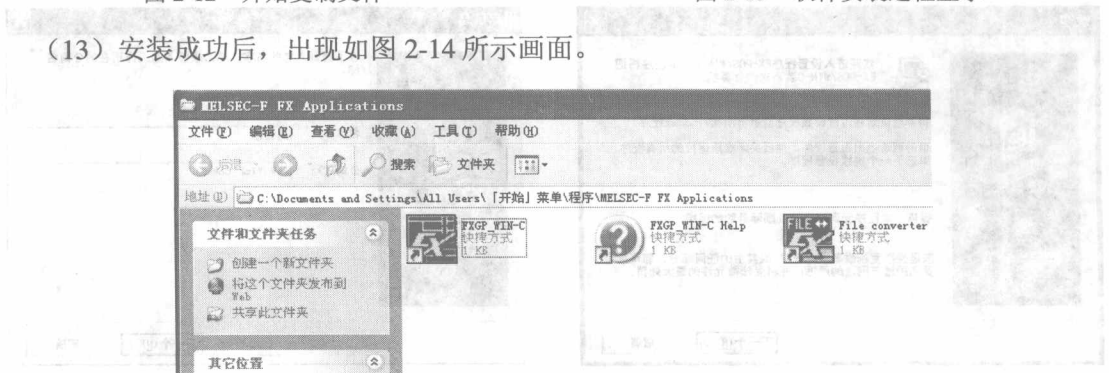 （13）安装成功后，出现如图 2-14 所示画面。
MELSEC-F FX Applications
文件(F) 编辑(E) 查看(V) 收藏(A) 工具(T) 帮助(H)
后退 搜索 文件夹
地址(D) C:\Documents and Settings\All Users\「开始」菜单\程序\MELSEC-F FX Applications
文件和文件夹任务
创建一个新文件夹
将这个文件夹发布到
Web
共享此文件夹
其它位置
FXGP_WIN-C
快捷方式
1 KB
FXGP_WIN-C Help
快捷方式
1 KB
File converter
快捷方式
1 KB